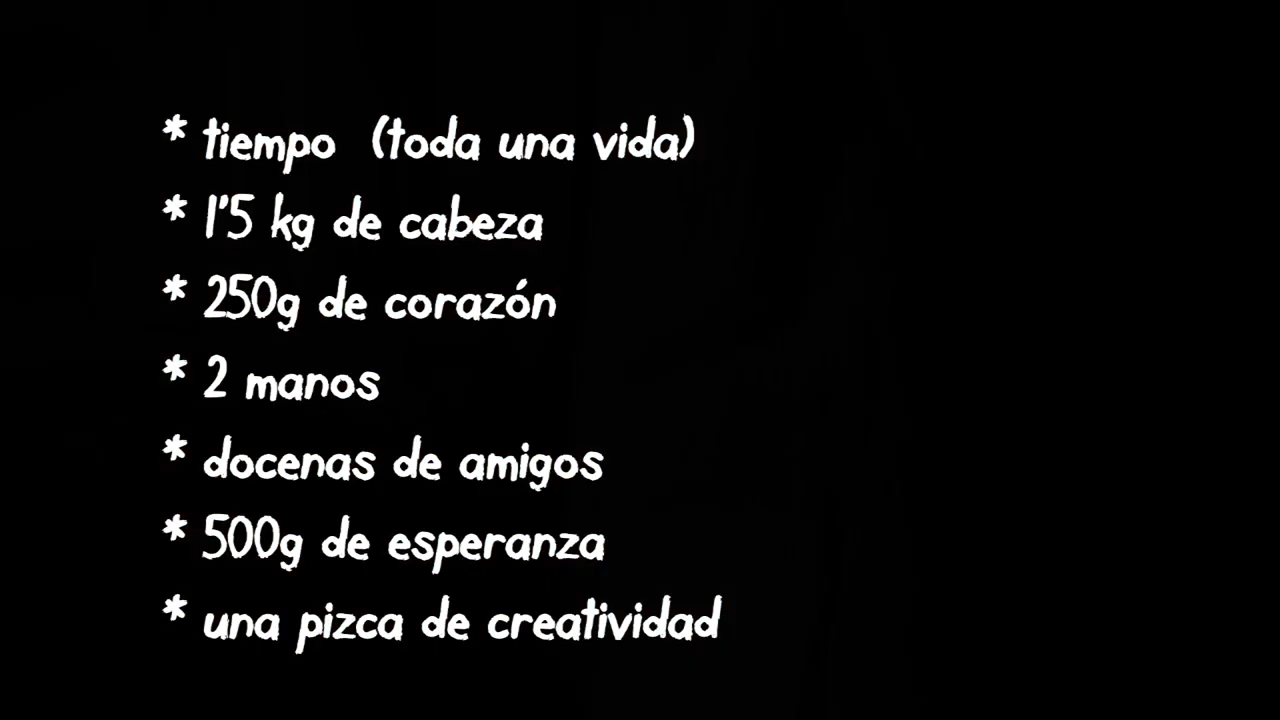 * tiempo (toda una vida)
* 1'5 kg de cabeza
* 250g de corazón
* 2 manos
* docenas de amigos
* 500g de esperanza
* una pizca de creatividad